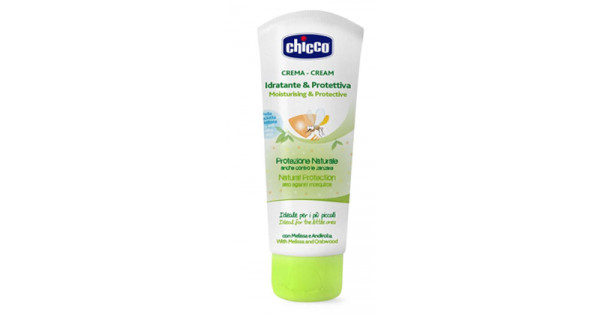 chicco
CREMA - CREAM
Idratante & Protettiva
Moisturising & Protective
Protezione Naturale
anche contro le zanzare
Natural Protection
also against mosquitos
Ideale per i più piccoli
Ideal for the little ones
con Melissa e Andiroba
With Melissa and Crabwood